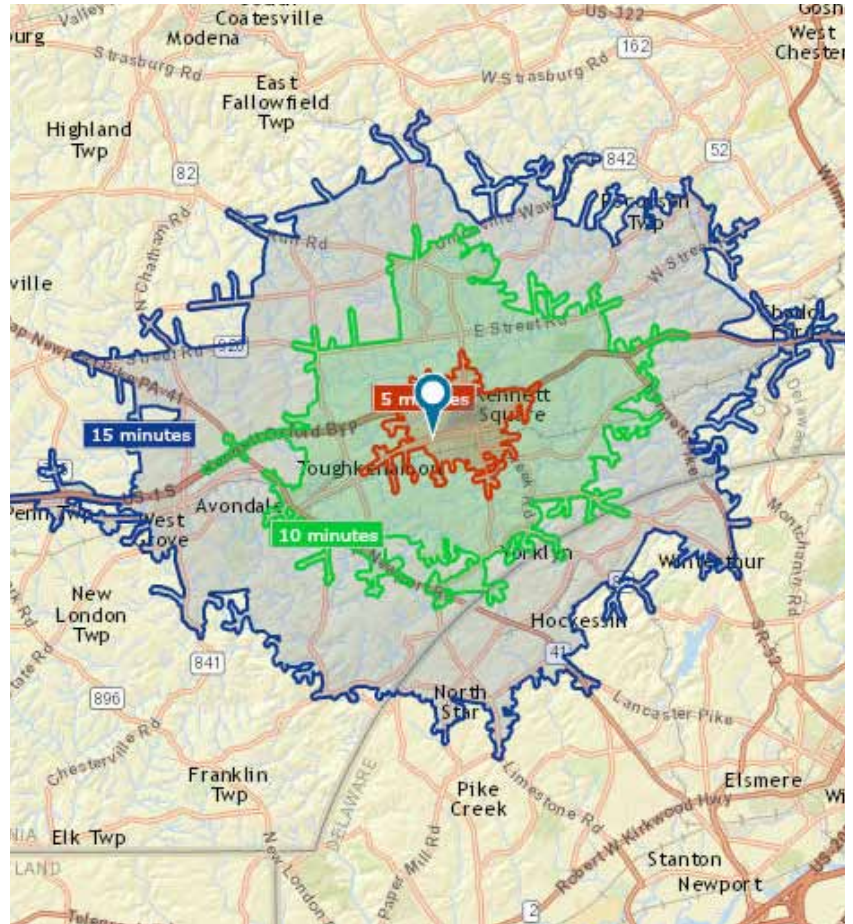 US-322
West
Chester
Coatesville
Modena
Valley
162
Strasburg Rd
W Strasburg Rd
East
Fallowfield
Twp
Highland
Twp
82
842
52
N Chatham Rd
Twp
W Street
ville
E Street Rd
Street Rd
926
PA-41
5 minutes
Kennett
Square
15 minutes
Toughkenamon
US-1 S
Avondale
Penn Twp
West
Grove
10 minutes
Yorklyn
Winterthur
Montchanin Rd
New
London
Twp
Hockessin
SR-52
41
841
North
Star
896
Lancaster Pike
Chesterville Rd
Franklin
Twp
Pike
Creek
Limestone Rd
Elsmere
DELAWARE
Elk Twp
Robert W Kirkwood Hwy
New London
Paper Mill Rd
Stanton
Newport
2